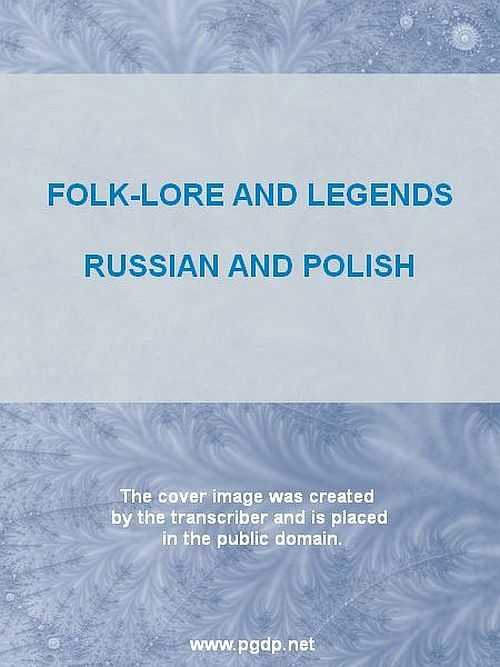 FOLK-LORE AND LEGENDS
RUSSIAN AND POLISH
The cover image was created
by the transcriber and is placed
in the public domain.
www.pgdp.net